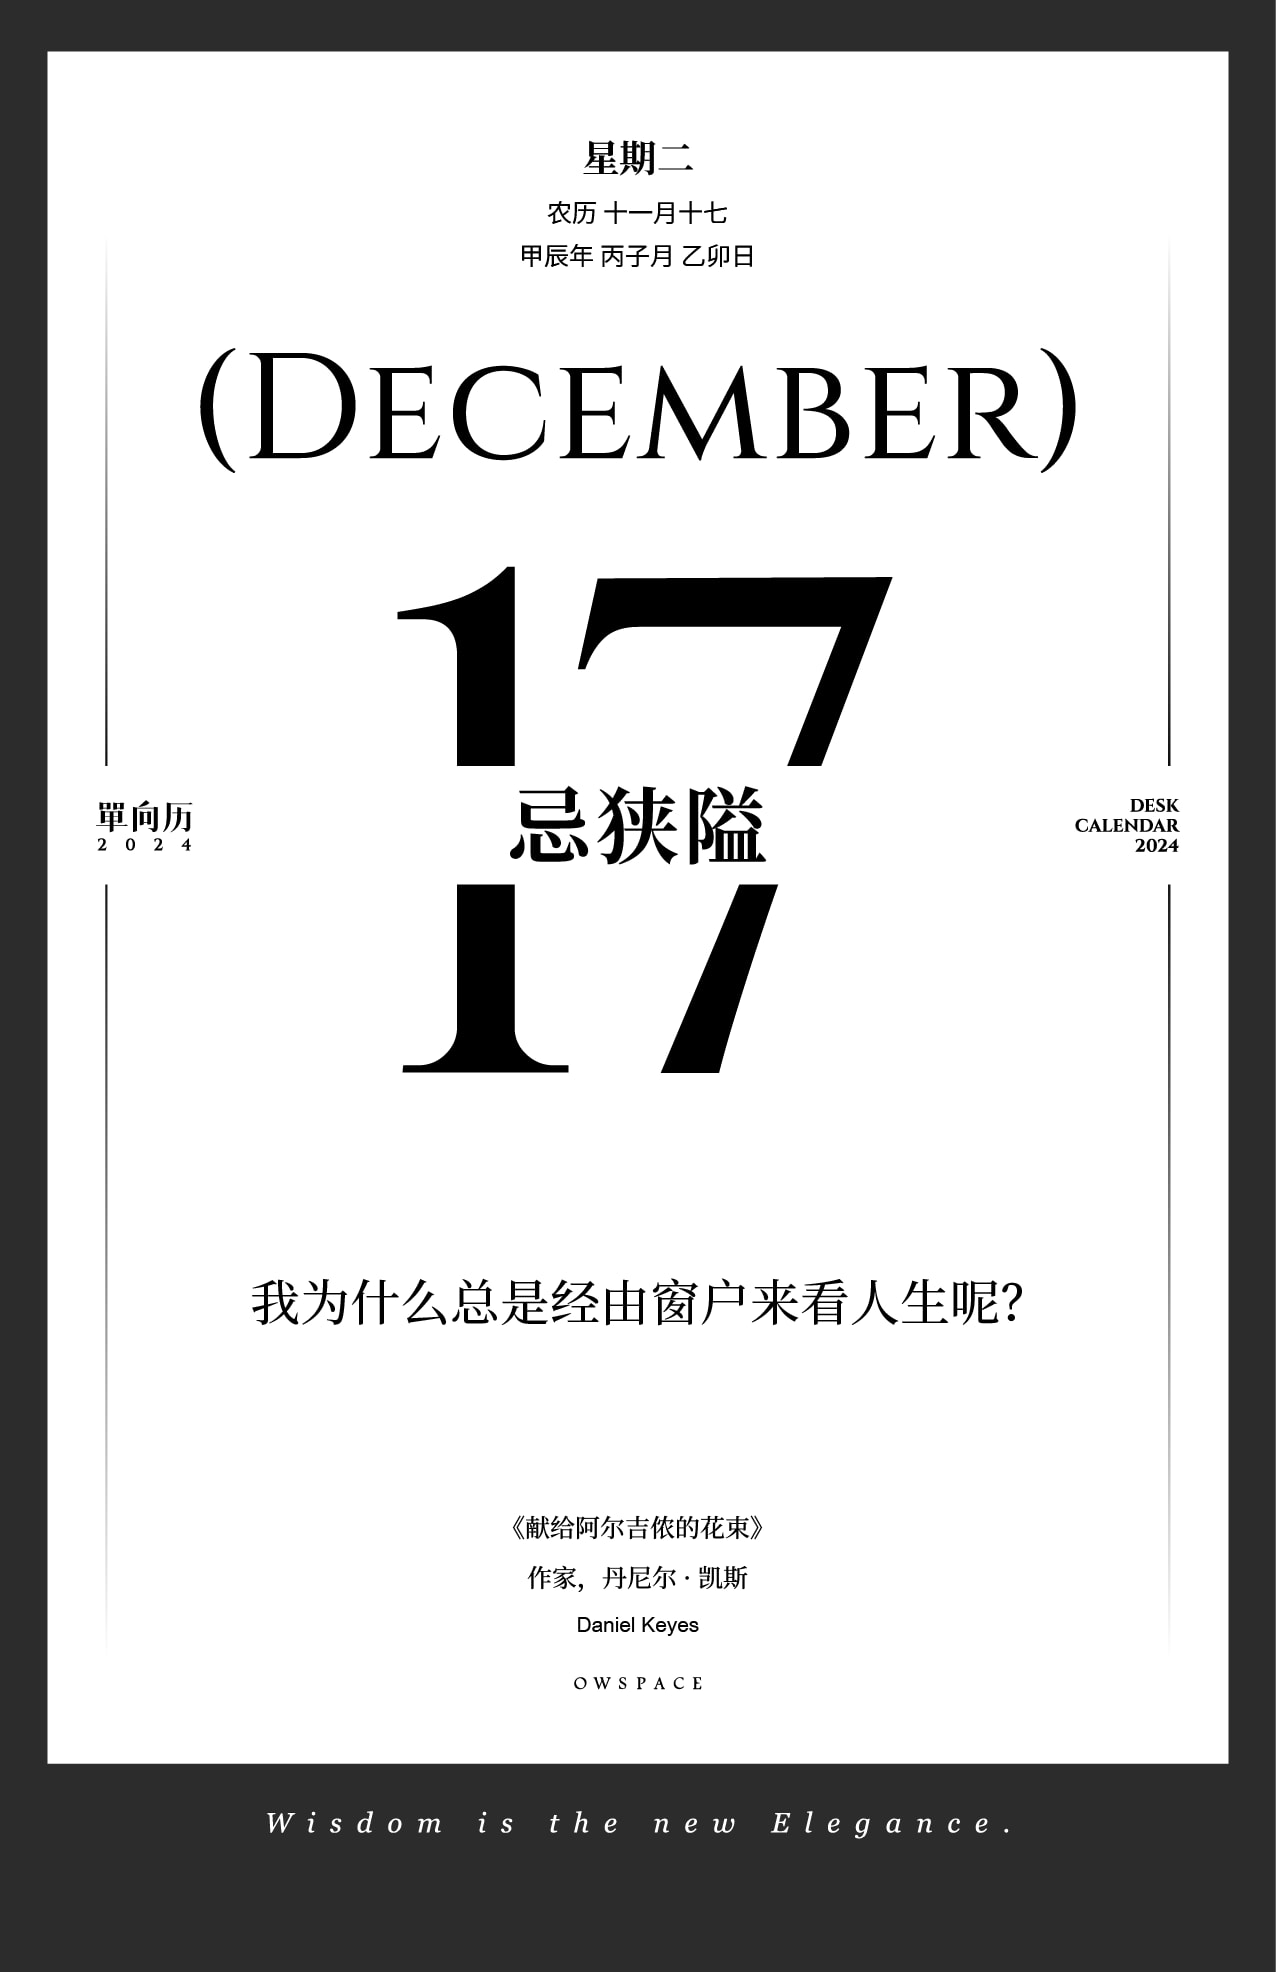 星期二
农历 十一月十七
甲辰年 丙子月 乙卯日
(DECEMBER)
17
忌狭隘
單向历
2024
DESK
CALENDAR
2024
我为什么总是经由窗户来看人生呢？
《献给阿尔吉侬的花束》
作家，丹尼尔·凯斯
Daniel Keyes
OWSPACE
Wisdom is the new Elegance.